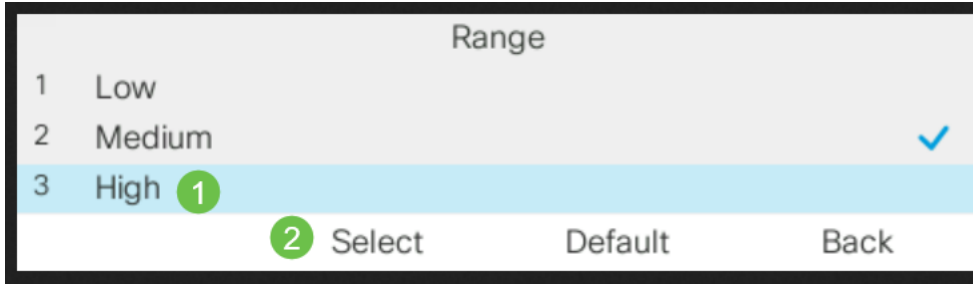 Range
1 Low
2 Medium
3 High 1
2 Select Default Back